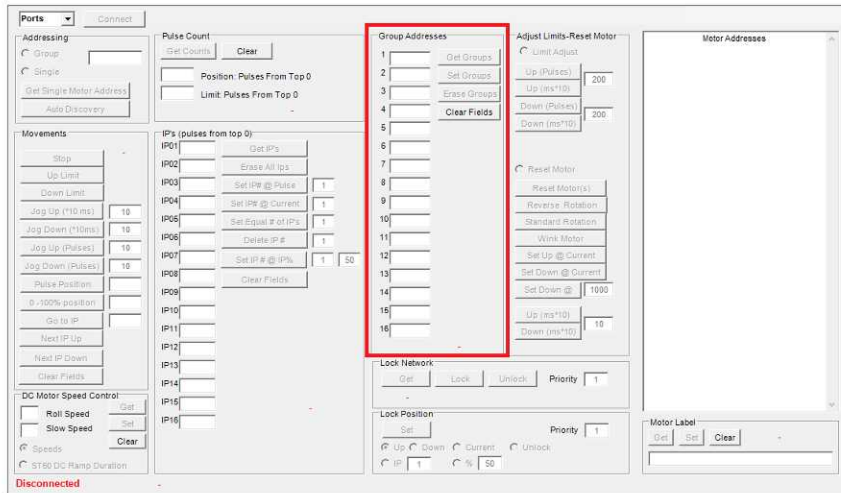 Ports Connect
Addressing
Group
Single
Get Single Motor Address
Auto Discovery
Pulse Count
Get Counts Clear
Position: Pulses From Top 0
Limit: Pulses From Top 0
-
Group Addresses
1 Get Groups
2 Set Groups
3 Erase Groups
4 Clear Fields
5
6
7
8
9
10
11
12
13
14
15
16
-
Adjust Limits-Reset Motor
Limit Adjust
Up (Pulses) 200
Up (ms*10)
Down (Pulses) 200
Down (ms*10)
Reset Motor
Reset Motor(s)
Reverse Rotation
Standard Rotation
Wink Motor
Set Up @ Current
Set Down @ Current
Set Down @ 1000
Up (ms*10) 10
Down (ms*10)
Motor Addresses
Movements
-
Stop
Up Limit
Down Limit
Jog Up (*10 ms) 10
Jog Down (*10ms) 10
Jog Up (Pulses) 10
Jog Down (Pulses) 10
Pulse Position
0 -100% position
Go to IP
Next IP Up
Next IP Down
Clear Fields
IP's (pulses from top 0)
IP01 Get IP's
IP02 Erase All Ips
IP03 Set IP# @ Pulse 1
IP04 Set IP# @ Current 1
IP05 Set Equal # of IP's 1
IP06 Delete IP # 1
IP07 Set IP # @ IP% 1 50
IP08 Clear Fields
IP09
IP10
IP11
IP12
IP13
IP14
IP15
IP16
-
Lock Network
Get Lock Unlock Priority 1
-
Lock Position
Set Priority 1
Up Down Current Unlock
IP 1 % 50
DC Motor Speed Control
Roll Speed Get
Slow Speed Set
Clear
Speeds
ST50 DC Ramp Duration
Motor Label
Get Set Clear -
Disconnected -